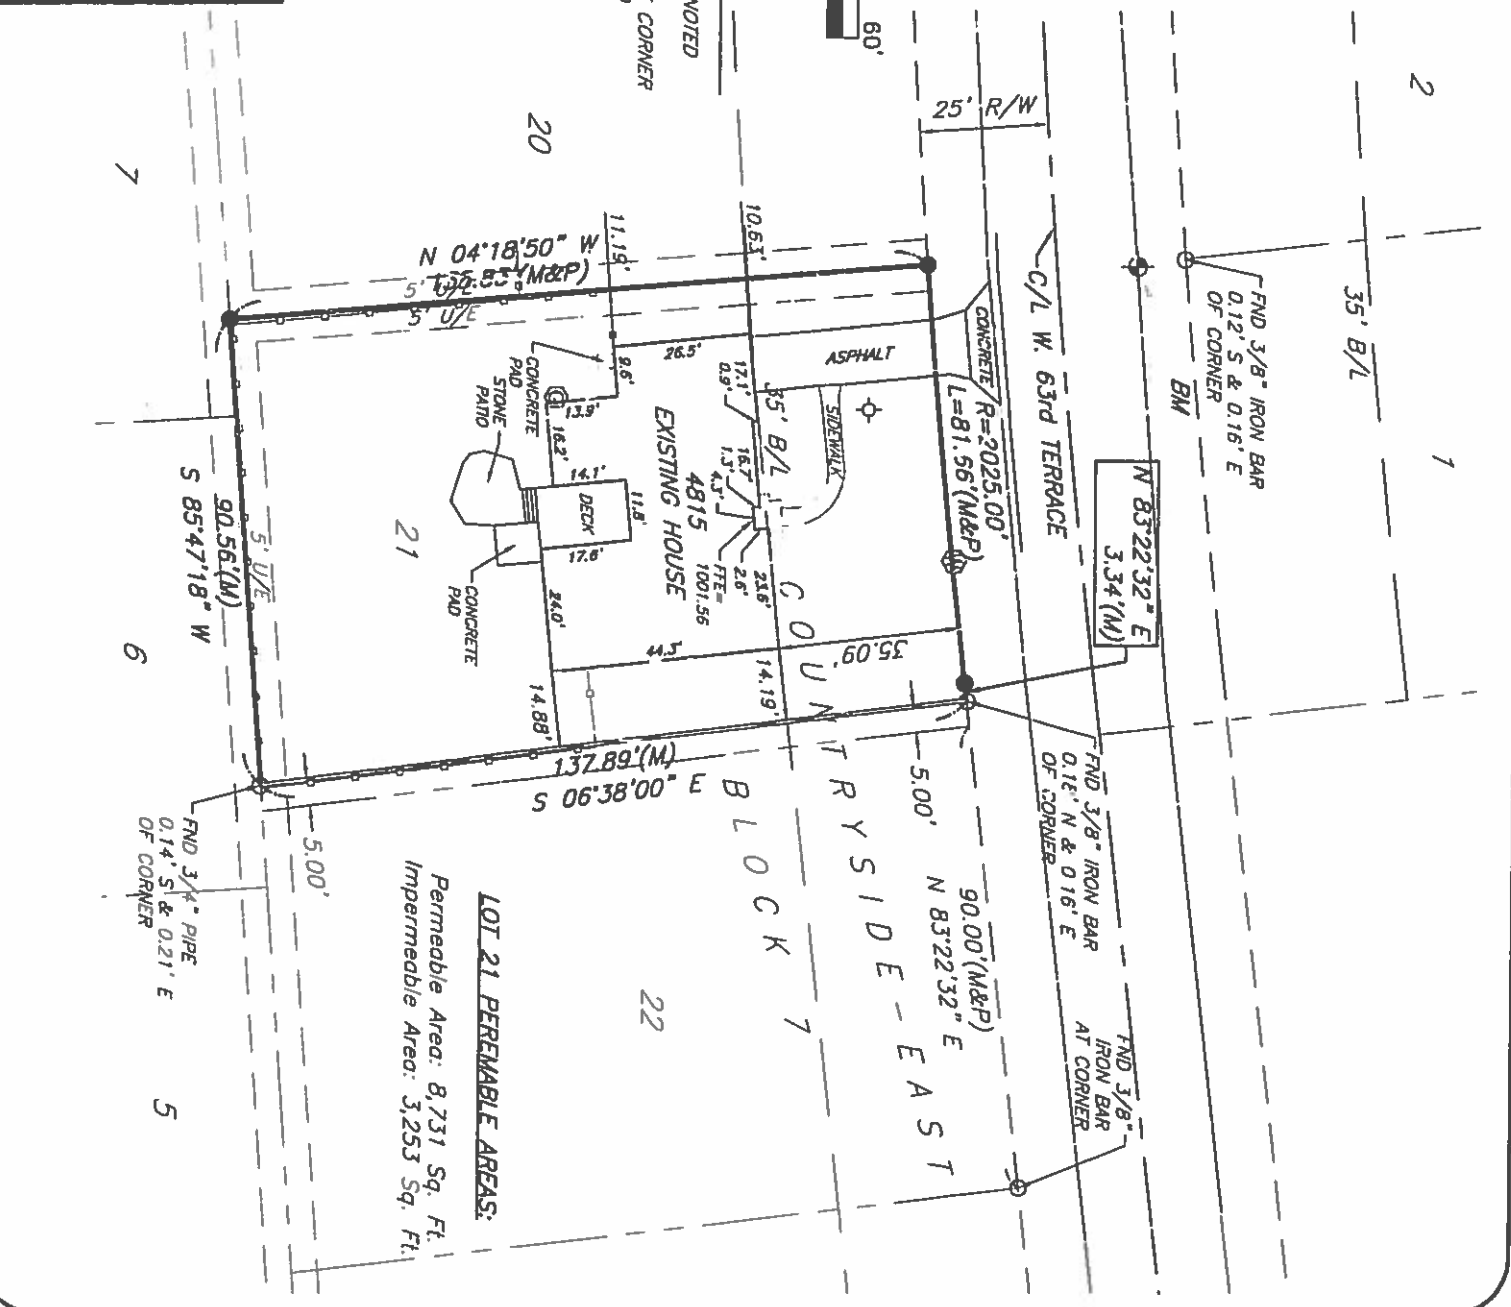 60'
NOTED
CORNER
2
25' R/W
20
7
35' B/L
1
FND 3/8" IRON BAR
0.12' S & 0.16' E
OF CORNER
BM
C/L W. 63rd TERRACE
N 83°22'32" E
3.34'(M)
N 04°18'50" W
(M&P)
5' U/E
5' U/E
11.19'
10.63'
CONCRETE
R=2025.00'
L=81.56'(M&P)
ASPHALT
SIDEWALK
26.5'
9.6'
17.1'
0.9'
35' B/L
16.7'
1.3'
4.3'
13.9'
16.2'
CONCRETE
PAD
STONE
PATIO
EXISTING HOUSE
4815
FFE=
1001.56
2.6'
23.6'
14.1'
11.8'
DECK
17.6'
24.0'
CONCRETE
PAD
21
44.3'
35.09'
14.19'
14.88'
5' U/E
90.56'(M)
S 85°47'18" W
6
137.89'(M)
S 06°38'00" E
COUNTRYSIDE-EAST
BLOCK 7
5.00'
5.00'
FND 3/8" IRON BAR
0.16' N & 0.16' E
OF CORNER
90.00'(M&P)
N 83°22'32" E
FND 3/8"
IRON BAR
AT CORNER
FND 3/4" PIPE
0.14' S & 0.21' E
OF CORNER
22
5
LOT 21 PEREMABLE AREAS:
Permeable Area: 8,731 Sq. Ft.
Impermeable Area: 3,253 Sq. Ft.